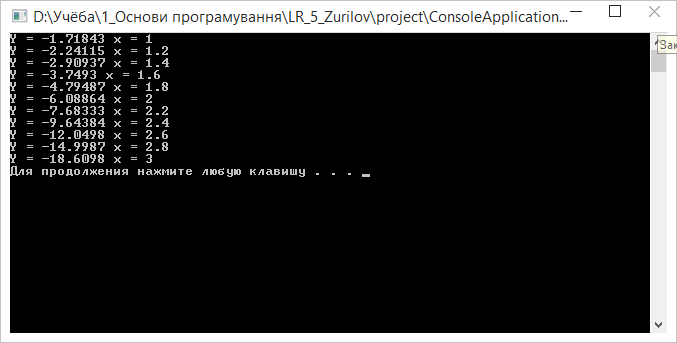 D:\Учёба\1_Основи програмування\LR_5_Zurilov\project\ConsoleApplication...
Зак
Y = -1.71843 x = 1
Y = -2.24115 x = 1.2
Y = -2.90937 x = 1.4
Y = -3.7493 x = 1.6
Y = -4.79487 x = 1.8
Y = -6.08864 x = 2
Y = -7.68333 x = 2.2
Y = -9.64384 x = 2.4
Y = -12.0498 x = 2.6
Y = -14.9987 x = 2.8
Y = -18.6098 x = 3
Для продолжения нажмите любую клавишу . . .